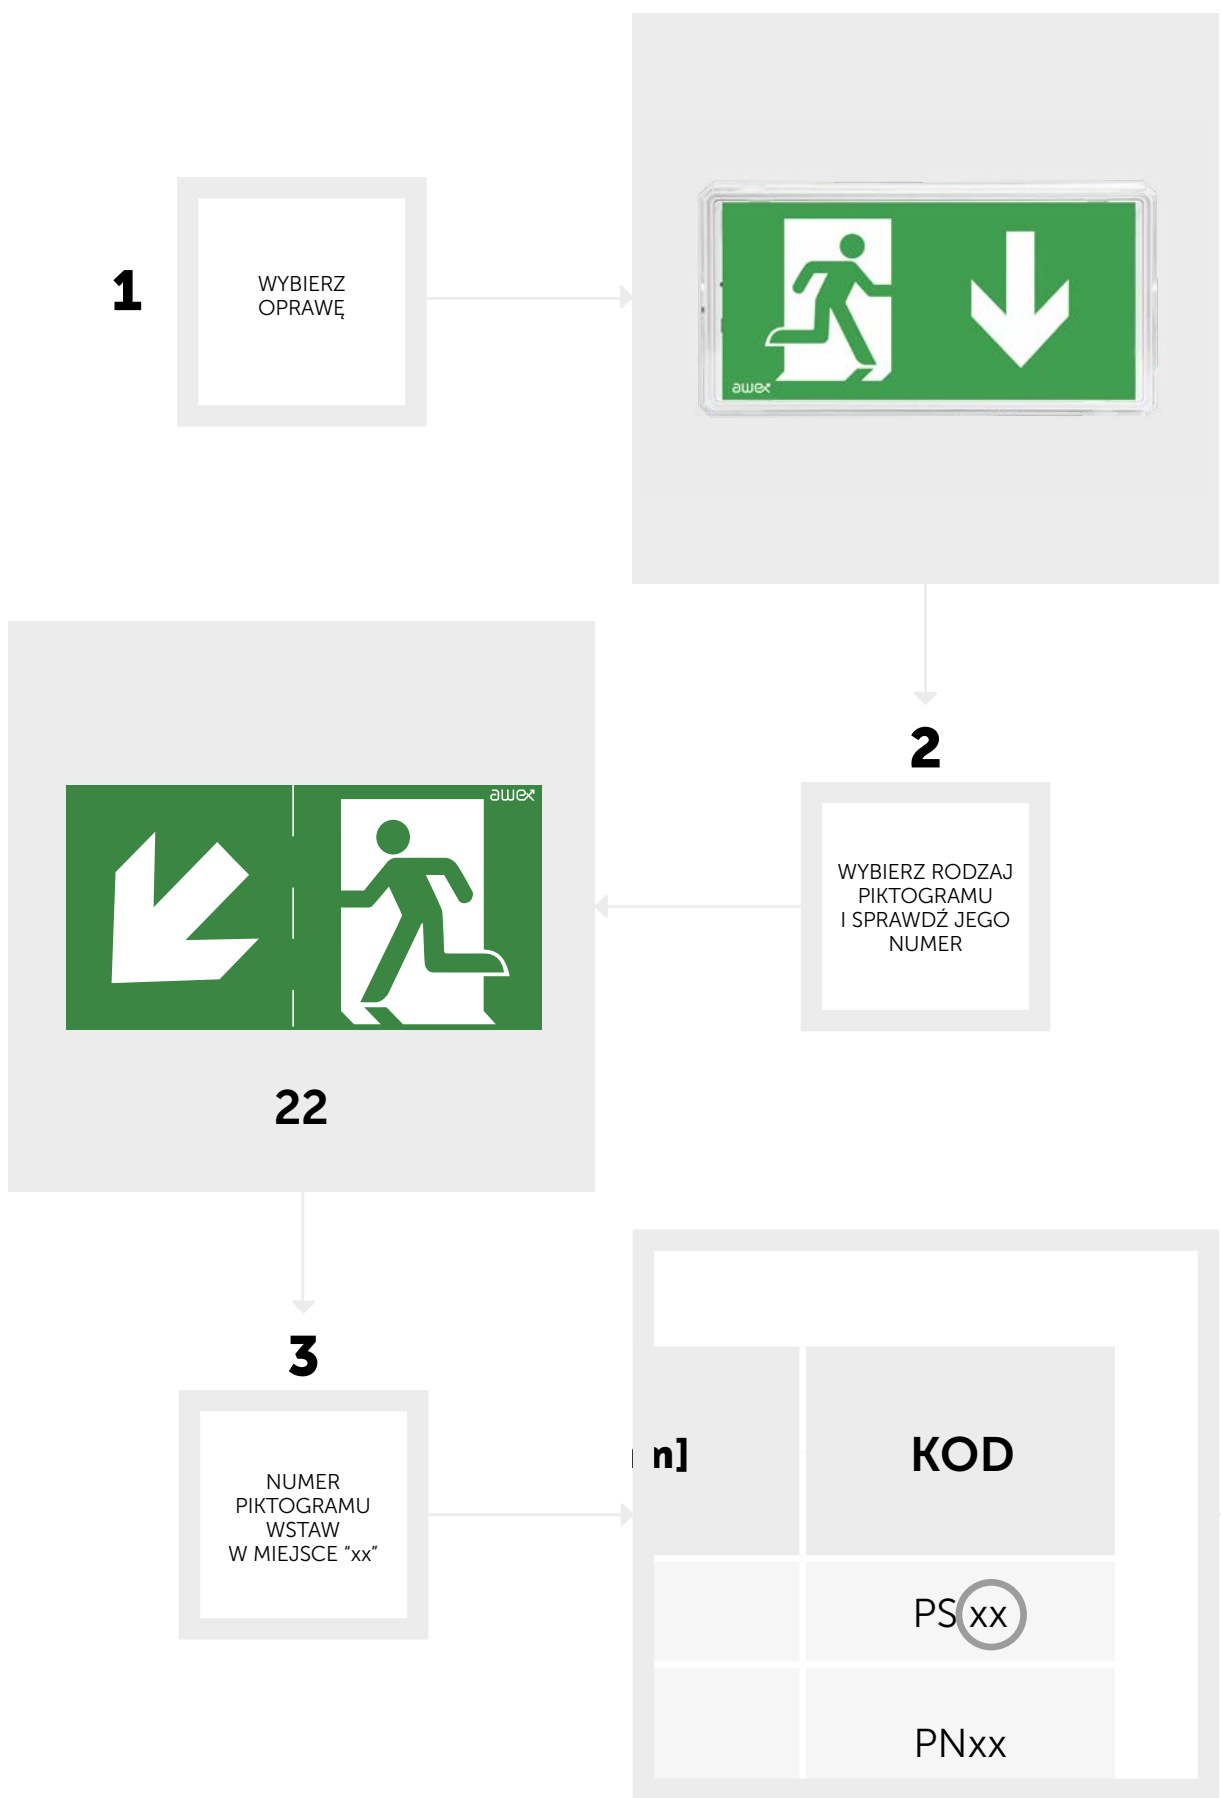 1
WYBIERZ
OPRAWĘ
awex
2
WYBIERZ RODZAJ
PIKTOGRAMU
I SPRAWDŹ JEGO
NUMER
awex
22
3
NUMER
PIKTOGRAMU
WSTAW
W MIEJSCE “xx”
m]
KOD
PSxx
PNxx